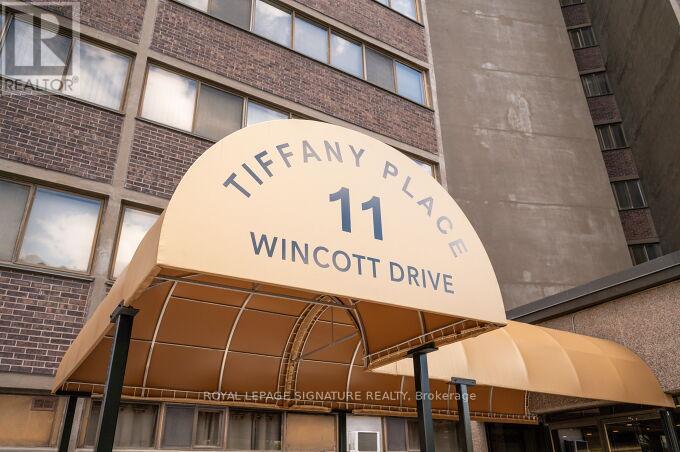 R
REALTOR
TIFFANY PLACE
11
WINCOTT DRIVE
ROYAL LEPAGE SIGNATURE REALTY, Brokerage